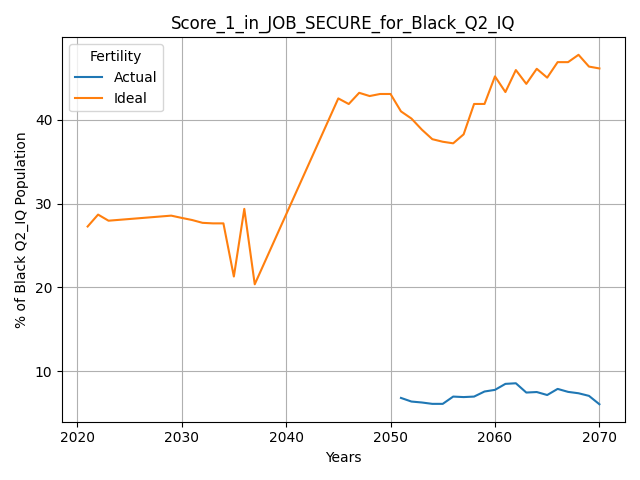 Score_1_in_JOB_SECURE_for_Black_Q2_IQ
Fertility
Actual
Ideal
% of Black Q2_IQ Population
40
30
20
10
2020 2030 2040 2050 2060 2070
Years